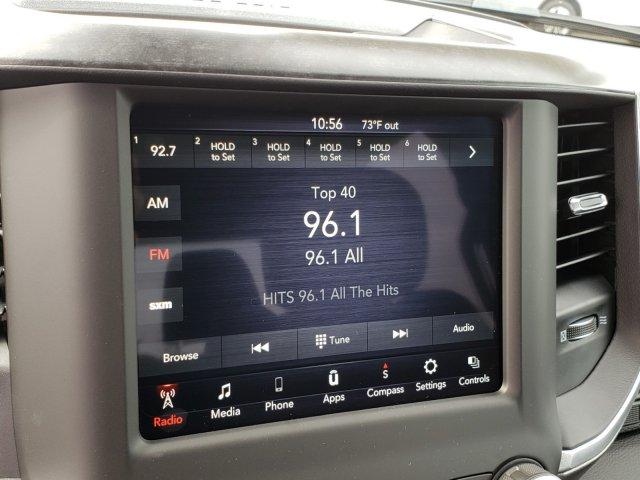 10:56 73°F out
1 92.7 2 HOLD to Set 3 HOLD to Set 4 HOLD to Set 5 HOLD to Set 6 HOLD to Set
AM
Top 40
96.1
FM
96.1 All
sxm
HITS 96.1 All The Hits
Browse Tune Audio
Radio Media Phone Apps S Compass Settings Controls